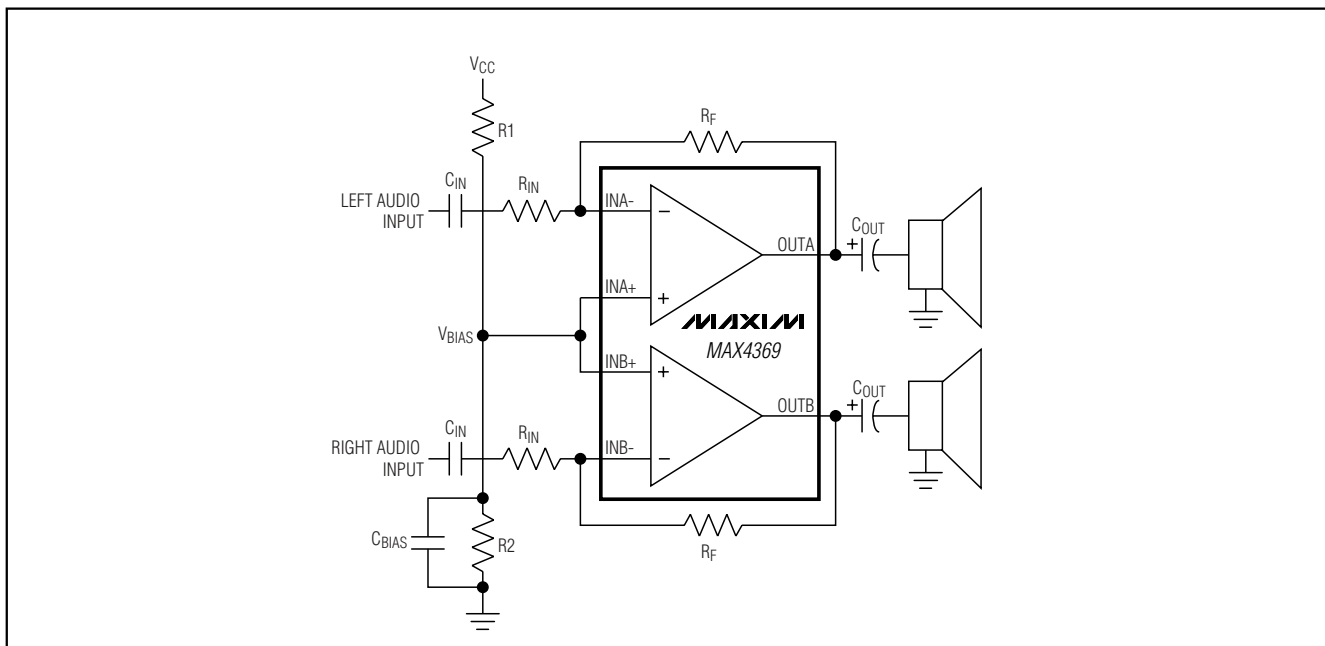 VCC
R1
RF
CIN
RIN
LEFT AUDIO
INPUT
INA-
−
OUTA
COUT
+
INA+
+
MAXIM
MAX4369
VBIAS
INB+
+
OUTB
COUT
+
CIN
RIN
RIGHT AUDIO
INPUT
INB-
−
CBIAS
R2
RF